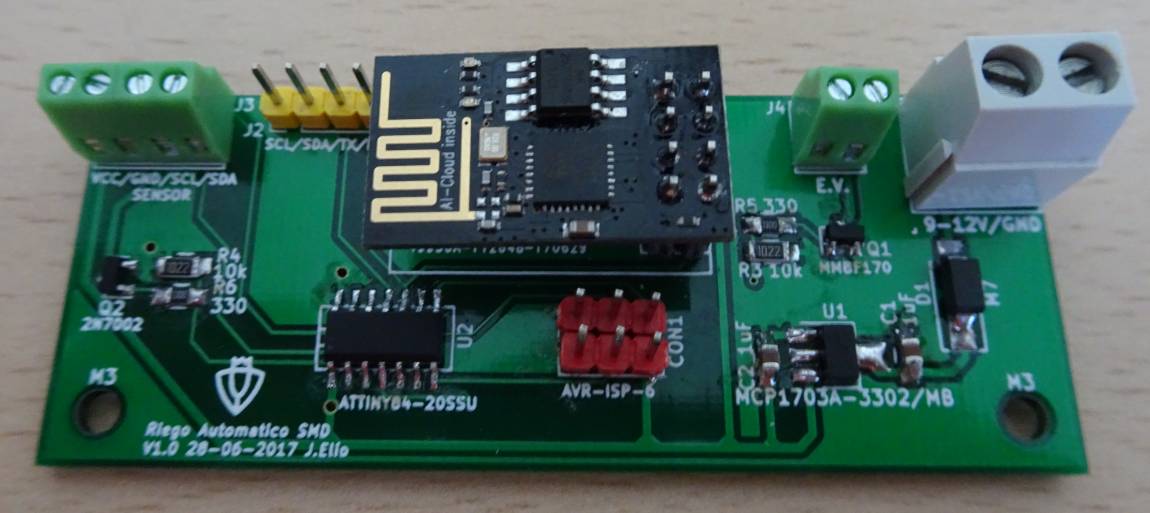 J3
J2
SCL/SDA/TX/
VCC/GND/SCL/SDA
SENSOR
AI-Cloud inside
J4
E.V.
9-12V/GND
R5 330
R3 10k
Q1
MMBF170
R4
10k
R6
330
1022
1022
Q2
2N7002
U2
ATTINY84-20SSU
CON1
AVR-ISP-6
U1
C1
uF
D1
M7
C2 1uF
MCP1703A-3302/MB
M3
M3
Riego Automatico SMD
V1.0 28-06-2017 J.Ello